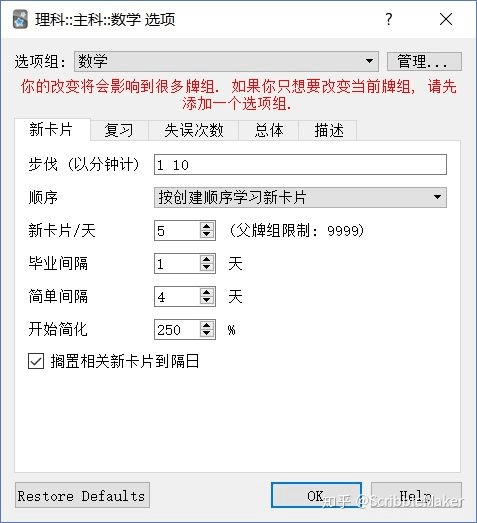 理科::主科::数学 选项
选项组: 数学 管理...
你的改变将会影响到很多牌组. 如果你只想要改变当前牌组, 请先
添加一个选项组.
新卡片 复习 失误次数 总体 描述
步伐 (以分钟计) 1 10
顺序 按创建顺序学习新卡片
新卡片/天 5 (父牌组限制: 9999)
毕业间隔 1 天
简单间隔 4 天
开始简化 250 %
搁置相关新卡片到隔日
Restore Defaults OK Help
知乎 @ScribbleMaker